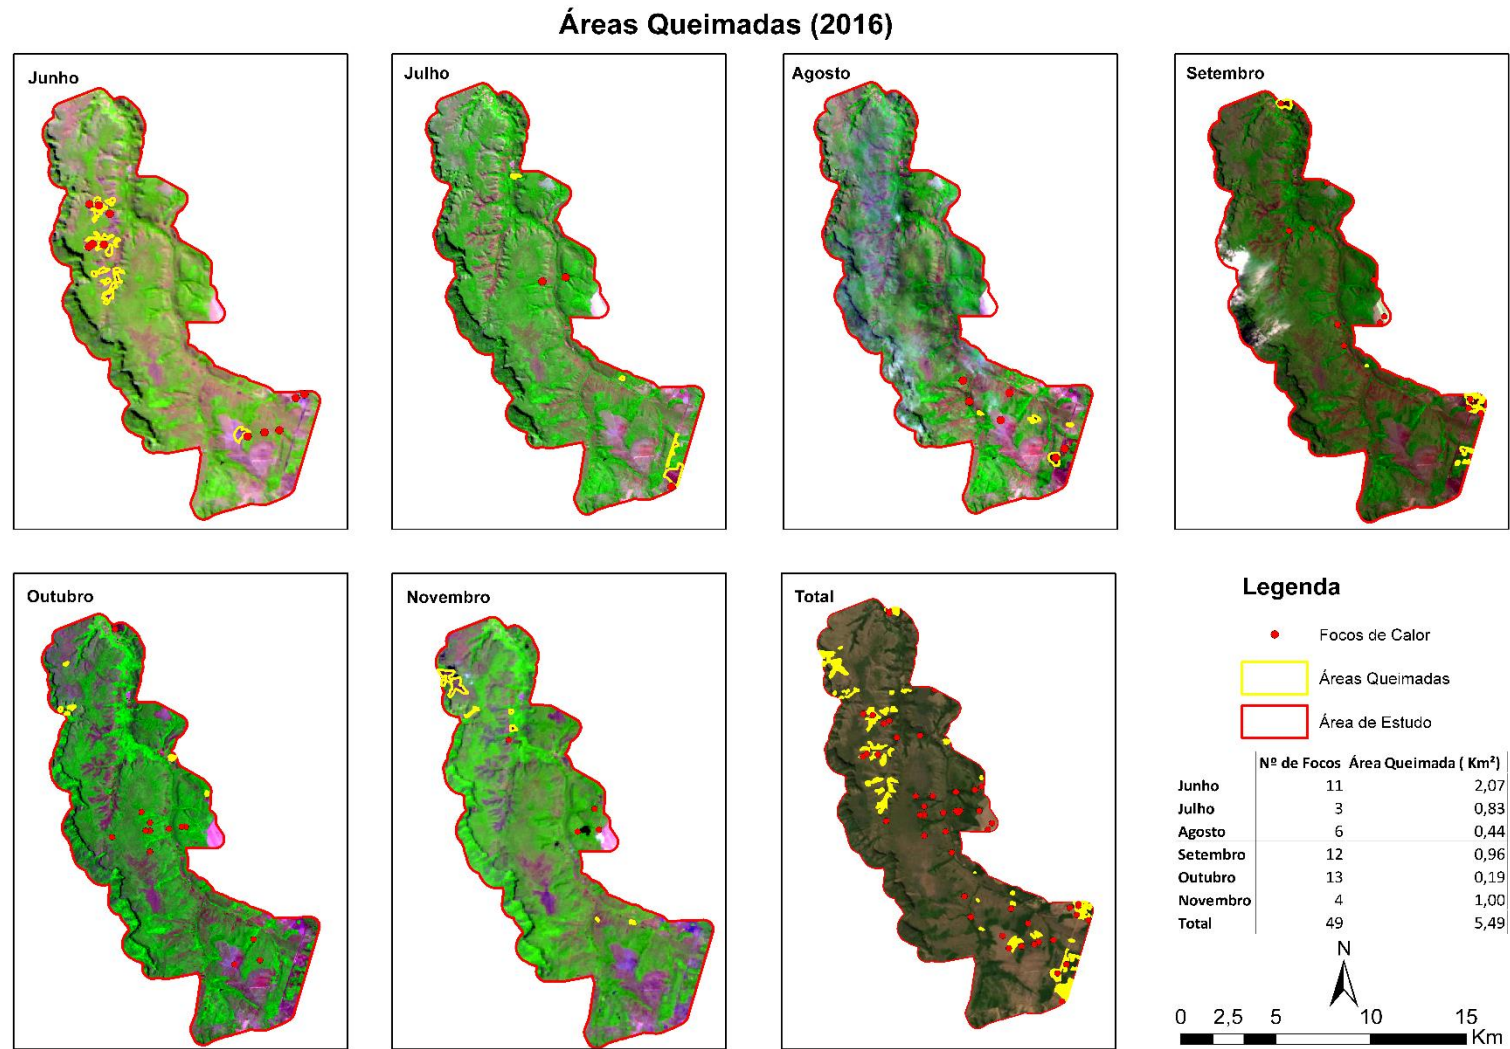 Áreas Queimadas (2016)
Junho
Julho
Agosto
Setembro
Outubro
Novembro
Total
Legenda
Focos de Calor
Áreas Queimadas
Área de Estudo
Nº de Focos Área Queimada ( Km²)
Junho 11 2,07
Julho 3 0,83
Agosto 6 0,44
Setembro 12 0,96
Outubro 13 0,19
Novembro 4 1,00
Total 49 5,49
N
0 2,5 5 10 15
Km